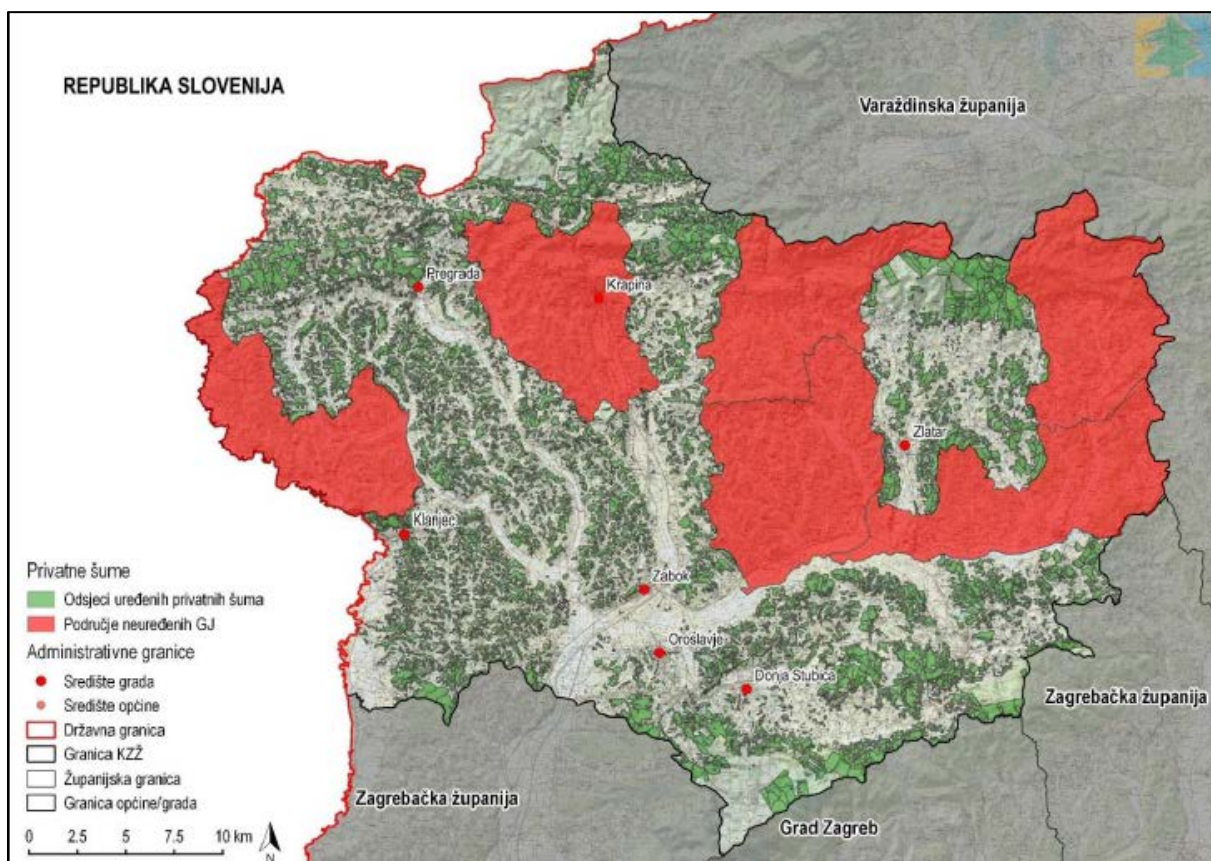 REPUBLIKA SLOVENIJA
Varaždinska županija
Pregrada
Krapina
Zlatar
Klanjec
Zabok
Oroslavje
Donja Stubica
Zagrebačka županija
Zagrebačka županija
Grad Zagreb
Privatne šume
Odsjeci uređenih privatnih šuma
Područje neuređenih GJ
Administrativne granice
Središte grada
Središte općine
Državna granica
Granica KZŽ
Županijska granica
Granica općine/grada
0 2.5 5 7.5 10 km
N